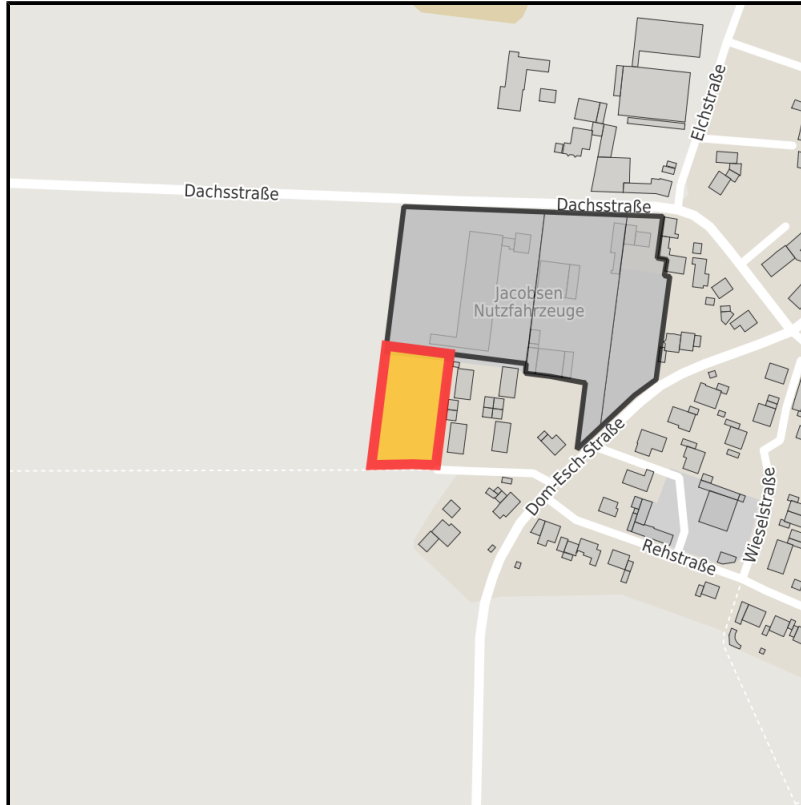 Elchstraße
Dachsstraße
Dachsstraße
Jacobsen
Nutzfahrzeuge
Dom-Esch-Straße
Wieselstraße
Rehstraße